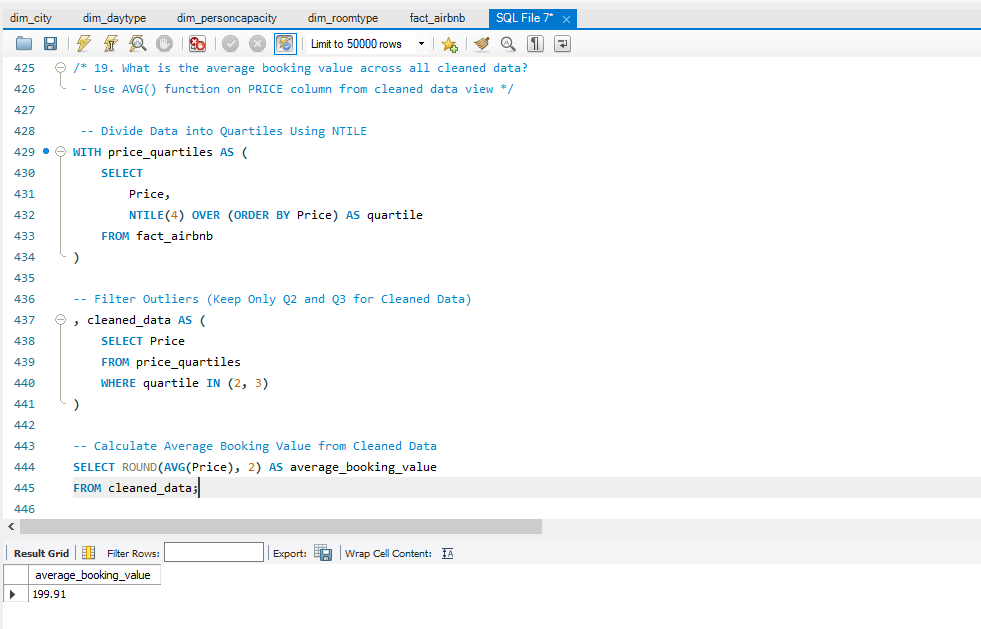 dim_city dim_daytype dim_personcapacity dim_roomtype fact_airbnb SQL File 7*
Limit to 50000 rows
425 /* 19. What is the average booking value across all cleaned data?
426 - Use AVG() function on PRICE column from cleaned data view */
427
428 -- Divide Data into Quartiles Using NTILE
429 WITH price_quartiles AS (
430 SELECT
431 Price,
432 NTILE(4) OVER (ORDER BY Price) AS quartile
433 FROM fact_airbnb
434 )
435
436 -- Filter Outliers (Keep Only Q2 and Q3 for Cleaned Data)
437 , cleaned_data AS (
438 SELECT Price
439 FROM price_quartiles
440 WHERE quartile IN (2, 3)
441 )
442
443 -- Calculate Average Booking Value from Cleaned Data
444 SELECT ROUND(AVG(Price), 2) AS average_booking_value
445 FROM cleaned_data;
446
Result Grid Filter Rows: Export: Wrap Cell Content:
average_booking_value
199.91